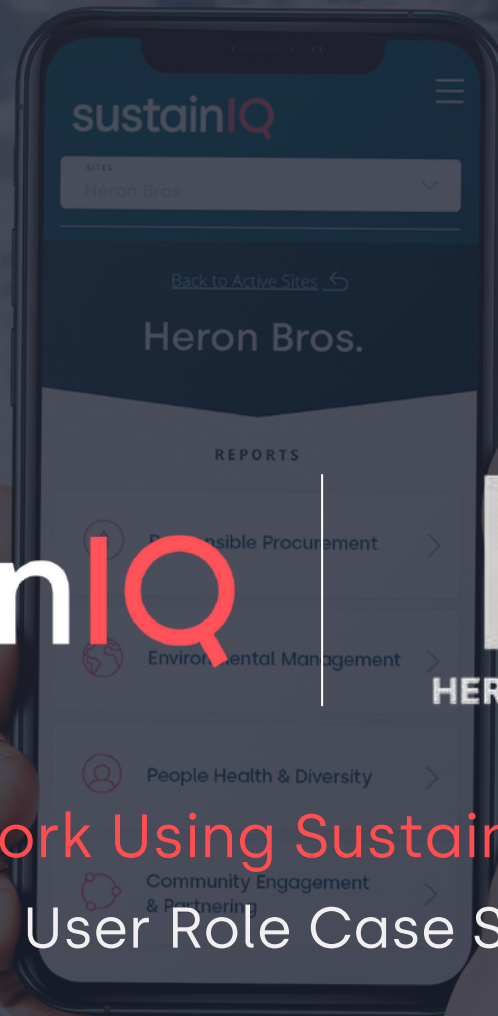 sustainIQ
SITES
Heron Bros.
Back to Active Sites
Heron Bros.
REPORTS
Responsible Procurement
nIQ
Environmental Management
HER
People Health & Diversity
ork Using Sustain
Community Engagement
& Partnering
User Role Case S